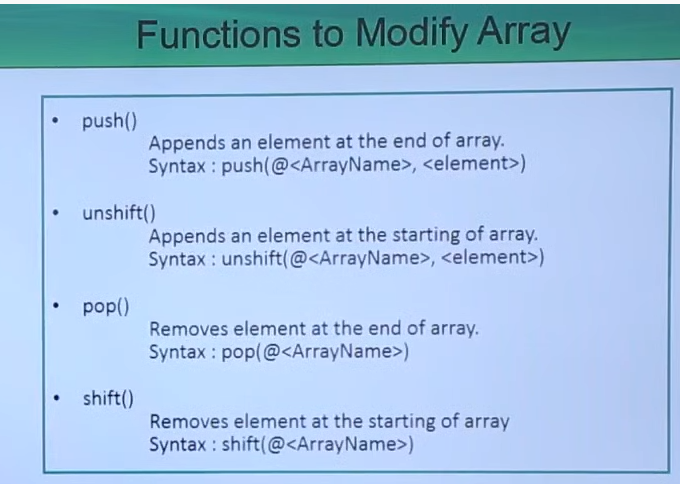 Functions to Modify Array
• push()
Appends an element at the end of array.
Syntax : push(@<ArrayName>, <element>)
• unshift()
Appends an element at the starting of array.
Syntax : unshift(@<ArrayName>, <element>)
• pop()
Removes element at the end of array.
Syntax : pop(@<ArrayName>)
• shift()
Removes element at the starting of array
Syntax : shift(@<ArrayName>)